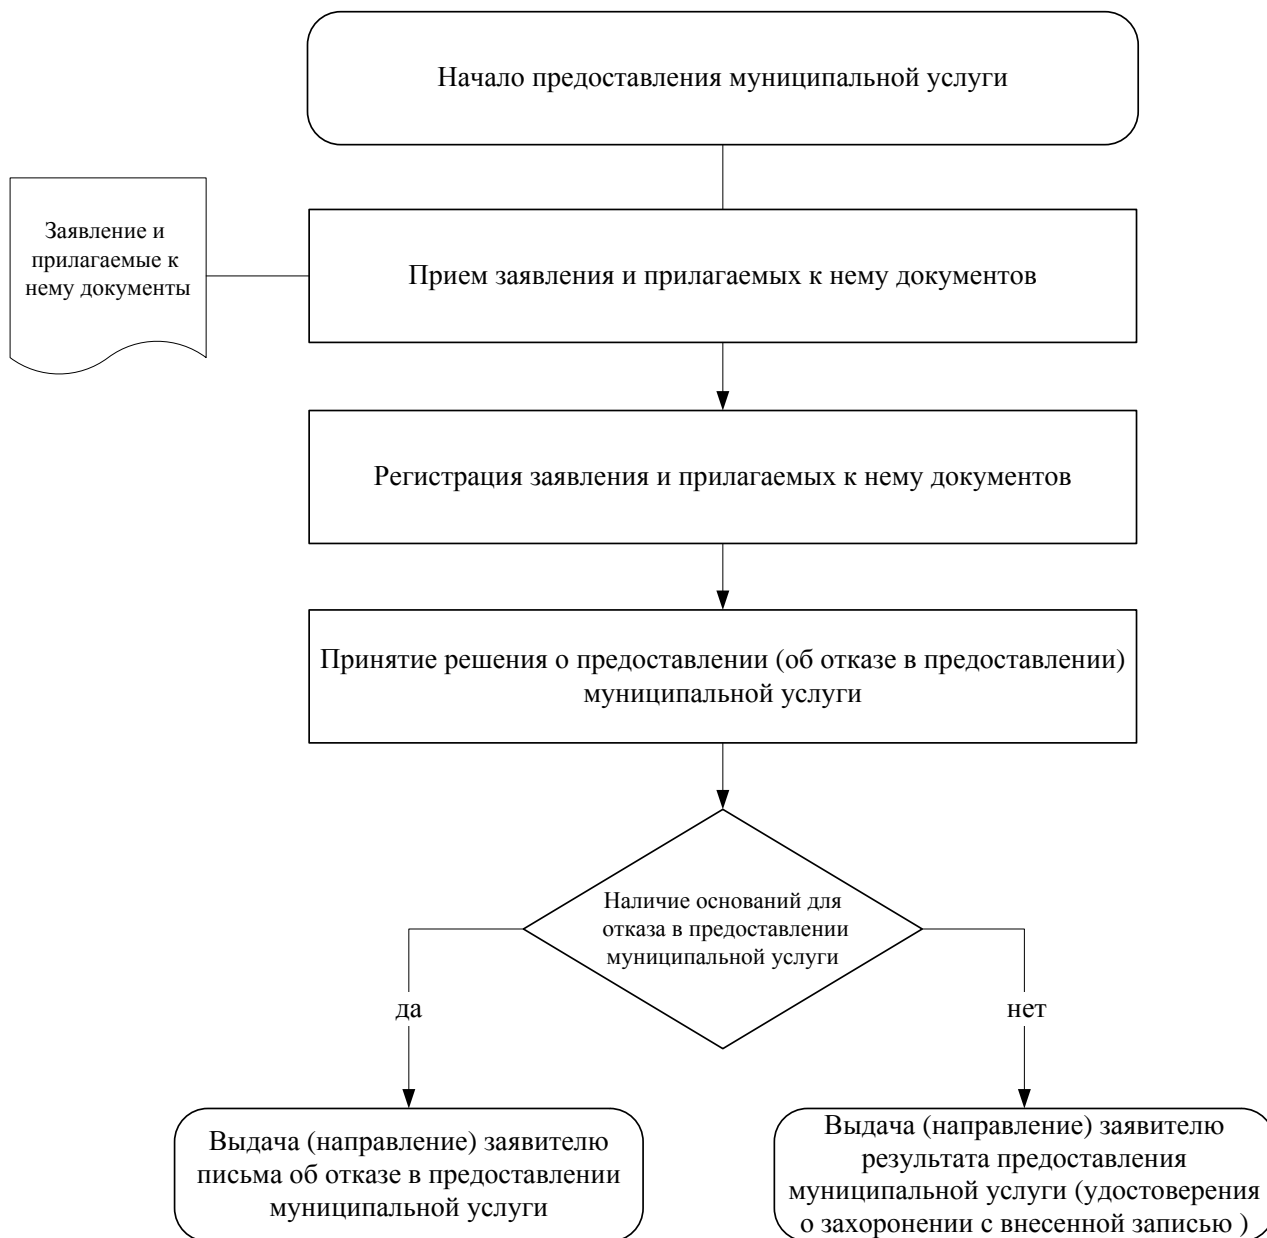 Начало предоставления муниципальной услуги
Заявление и
прилагаемые к
нему документы
Прием заявления и прилагаемых к нему документов
Регистрация заявления и прилагаемых к нему документов
Принятие решения о предоставлении (об отказе в предоставлении)
муниципальной услуги
Наличие оснований для
отказа в предоставлении
муниципальной услуги
да
нет
Выдача (направление) заявителю
письма об отказе в предоставлении
муниципальной услуги
Выдача (направление) заявителю
результата предоставления
муниципальной услуги (удостоверения
о захоронении с внесенной записью )